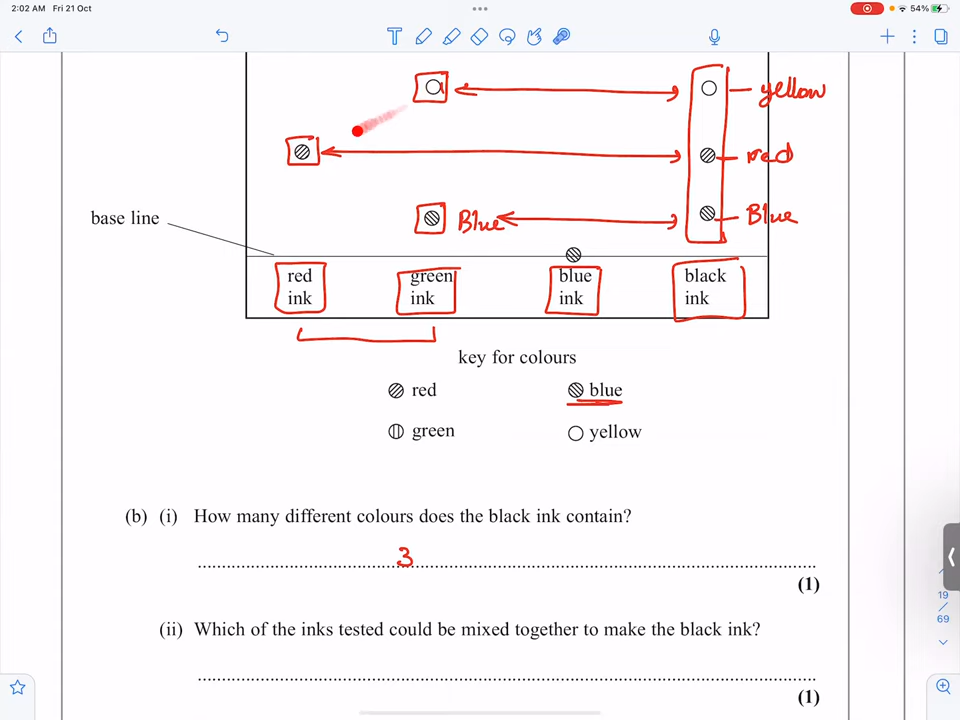 2:02 AM Fri 21 Oct
54%
yellow
red
base line
Blue
Blue
red ink
green ink
blue ink
black ink
key for colours
red
blue
green
yellow
(b) (i) How many different colours does the black ink contain?
3
(1)
19
/
69
(ii) Which of the inks tested could be mixed together to make the black ink?
(1)